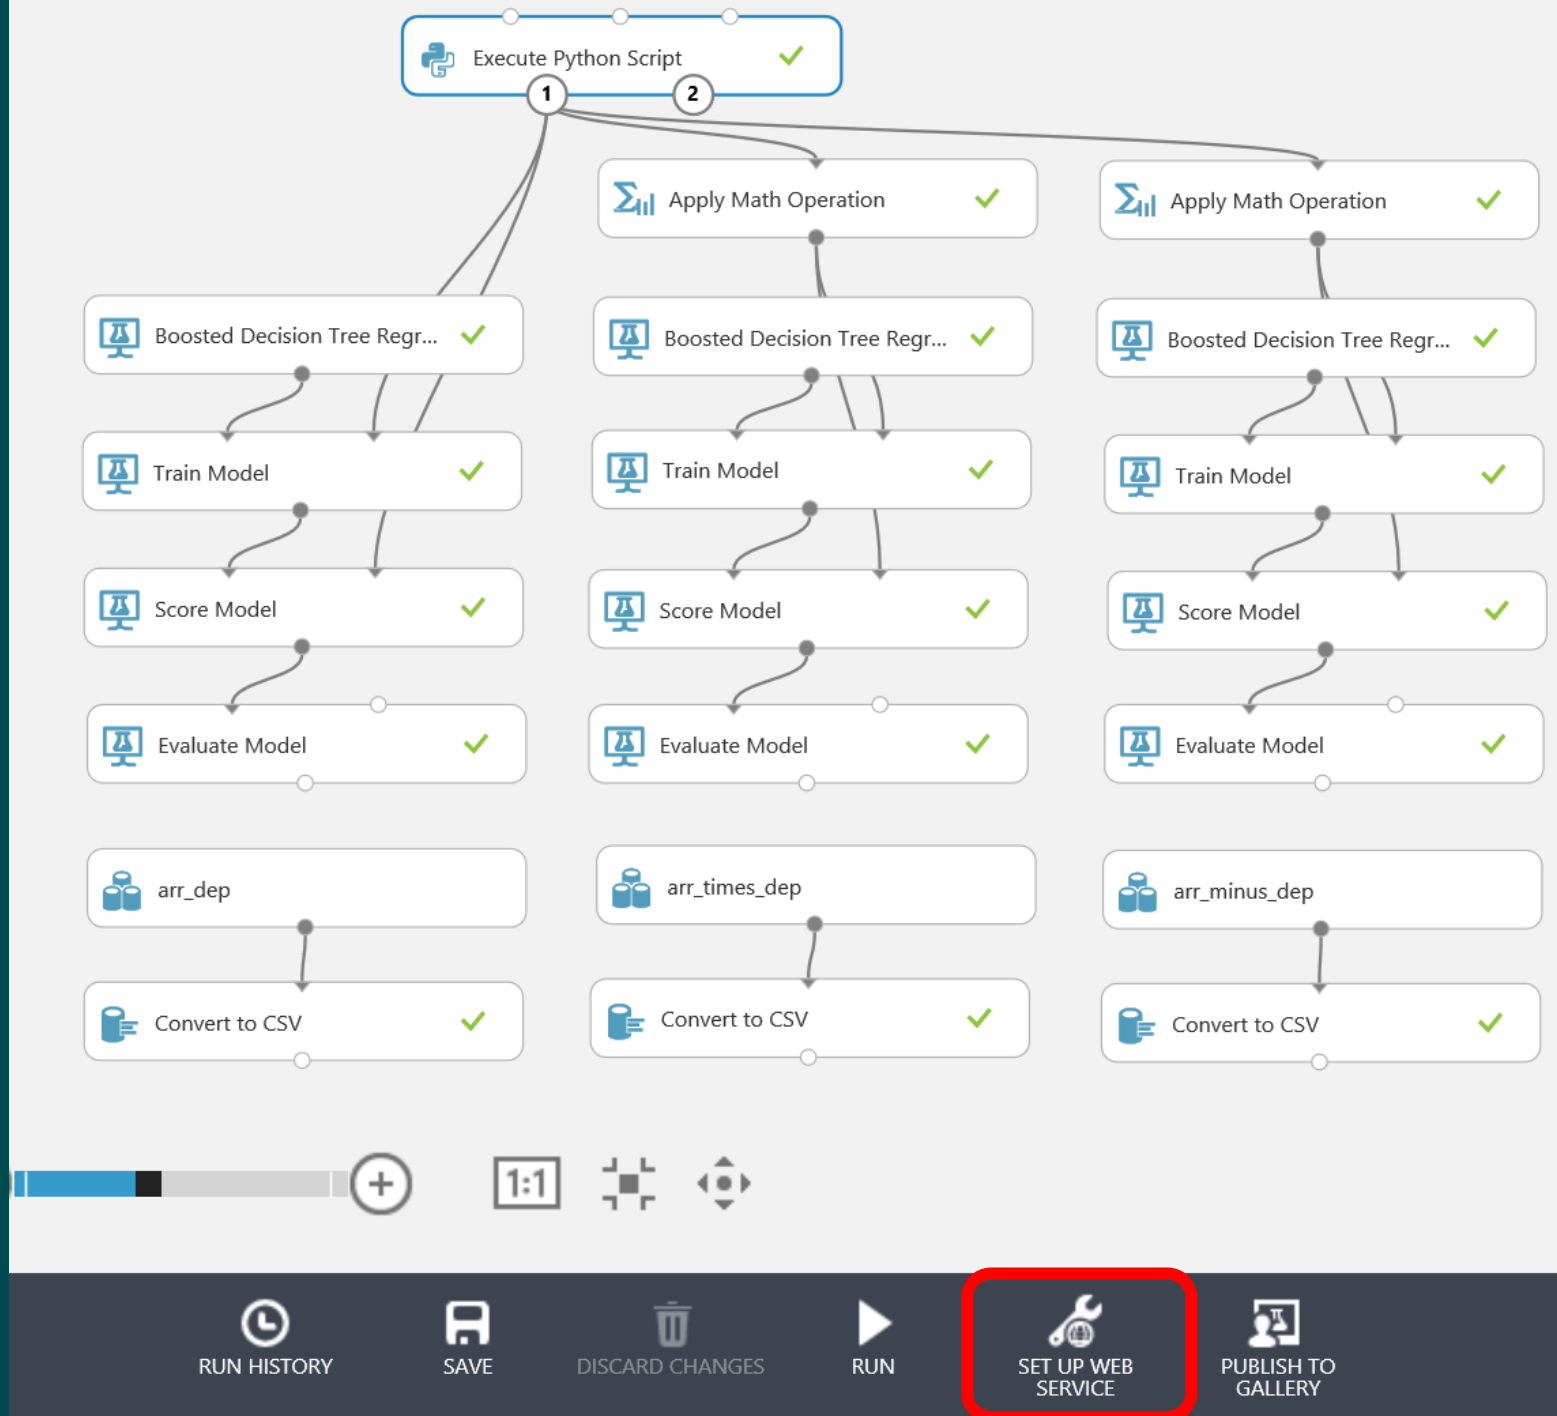 Execute Python Script
1 2
Apply Math Operation
Apply Math Operation
Boosted Decision Tree Regr...
Boosted Decision Tree Regr...
Boosted Decision Tree Regr...
Train Model
Train Model
Train Model
Score Model
Score Model
Score Model
Evaluate Model
Evaluate Model
Evaluate Model
arr_dep
arr_times_dep
arr_minus_dep
Convert to CSV
Convert to CSV
Convert to CSV
1:1
RUN HISTORY
SAVE
DISCARD CHANGES
RUN
SET UP WEB
SERVICE
PUBLISH TO
GALLERY